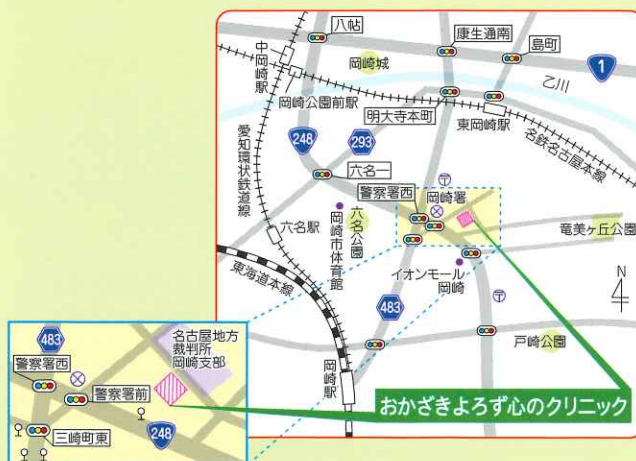 八帖
康生通南
島町
1
中岡崎駅
岡崎城
乙川
岡崎公園前駅
明大寺本町
東岡崎駅
名鉄名古屋本線
248
293
愛知環状鉄道線
六名一
警察署西
岡崎署
六名駅
岡崎市体育館
六名公園
竜美ヶ丘公園
東海道本線
イオンモール
岡崎
N
483
戸崎公園
岡崎駅
おかざきよろず心のクリニック
483
名古屋地方
裁判所
岡崎支部
警察署西
警察署前
三崎町東
248